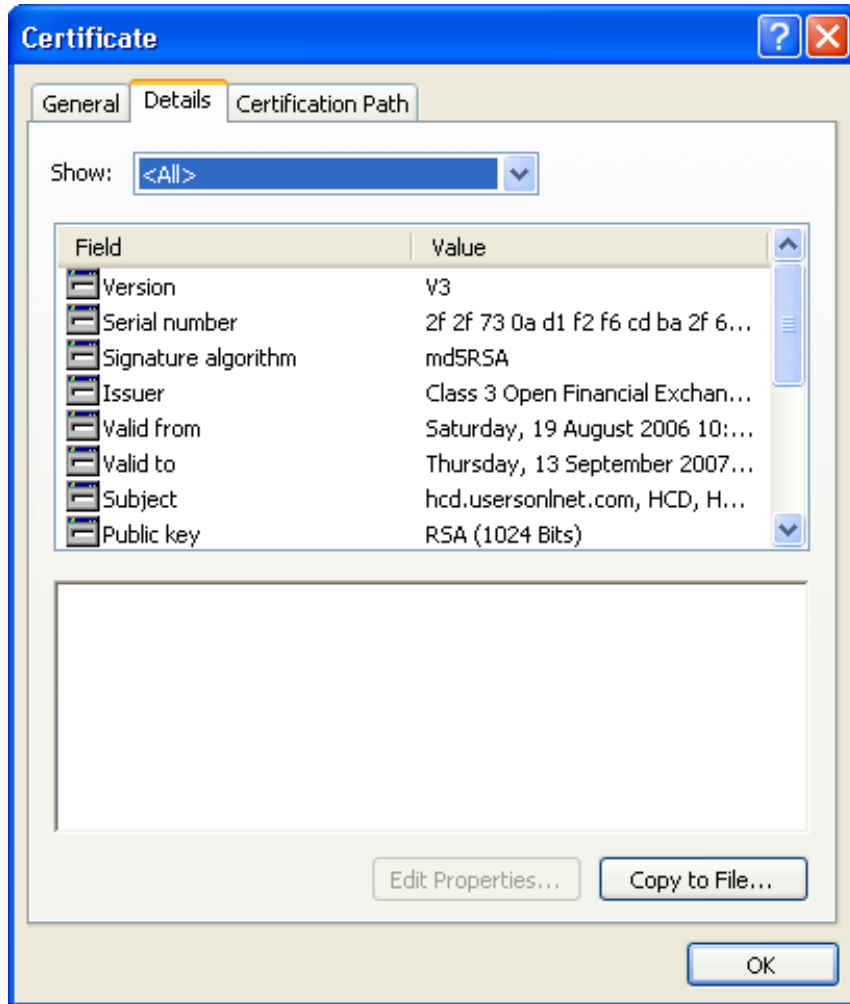 Certificate
General Details Certification Path
Show: <All>
Field Value
Version V3
Serial number 2f 2f 73 0a d1 f2 f6 cd ba 2f 6...
Signature algorithm md5RSA
Issuer Class 3 Open Financial Exchan...
Valid from Saturday, 19 August 2006 10:...
Valid to Thursday, 13 September 2007...
Subject hcd.usersonlnet.com, HCD, H...
Public key RSA (1024 Bits)
Edit Properties... Copy to File...
OK